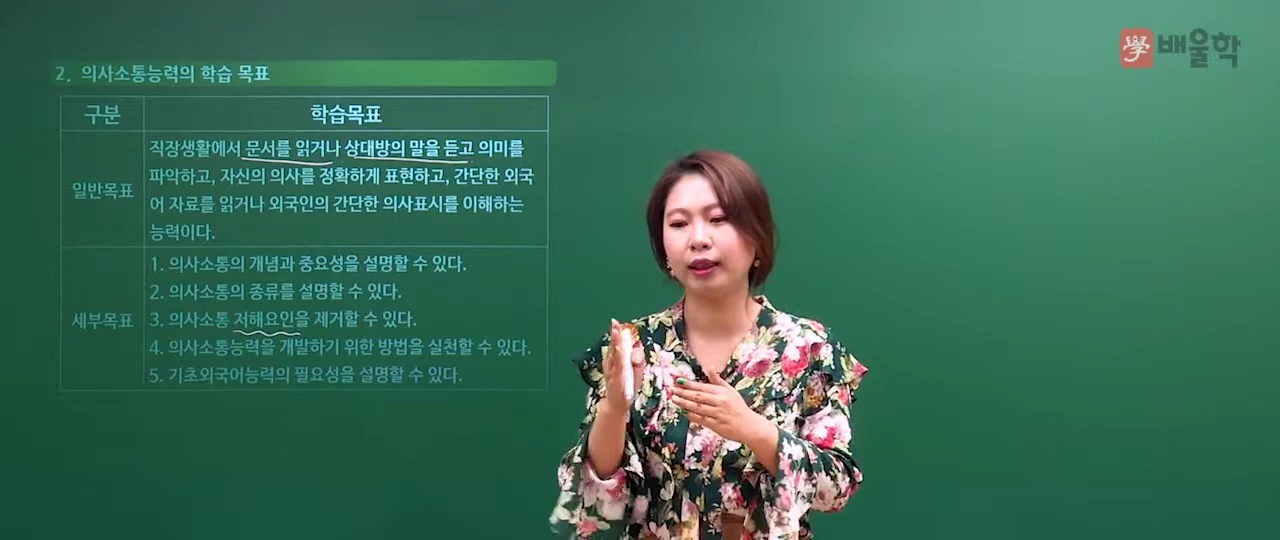 學 배울학
2. 의사소통능력의 학습 목표
구분
학습목표
일반목표
직장생활에서 문서를 읽거나 상대방의 말을 듣고 의미를
파악하고, 자신의 의사를 정확하게 표현하고, 간단한 외국
어 자료를 읽거나 외국인의 간단한 의사표시를 이해하는
능력이다.
세부목표
1. 의사소통의 개념과 중요성을 설명할 수 있다.
2. 의사소통의 종류를 설명할 수 있다.
3. 의사소통 저해요인을 제거할 수 있다.
4. 의사소통능력을 개발하기 위한 방법을 실천할 수 있다.
5. 기초외국어능력의 필요성을 설명할 수 있다.